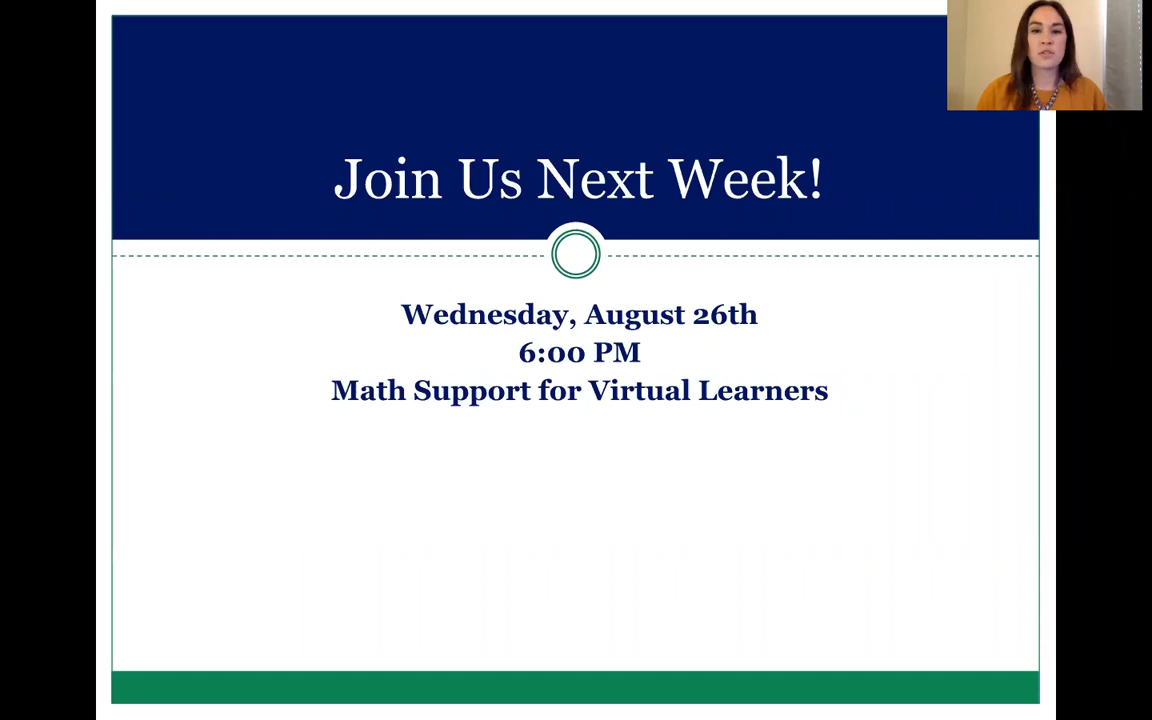 Join Us Next Week!
Wednesday, August 26th
6:00 PM
Math Support for Virtual Learners